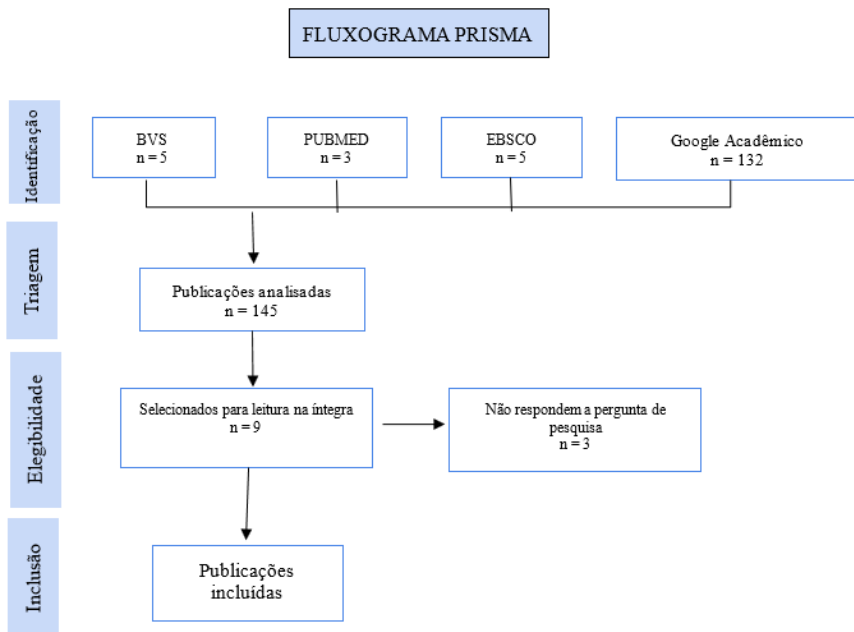 FLUXOGRAMA PRISMA
Identificação
BVS
n = 5
PUBMED
n = 3
EBSCO
n = 5
Google Acadêmico
n = 132
Triagem
Publicações analisadas
n = 145
Elegibilidade
Selecionados para leitura na íntegra
n = 9
Não respondem a pergunta de
pesquisa
n = 3
Inclusão
Publicações
incluídas